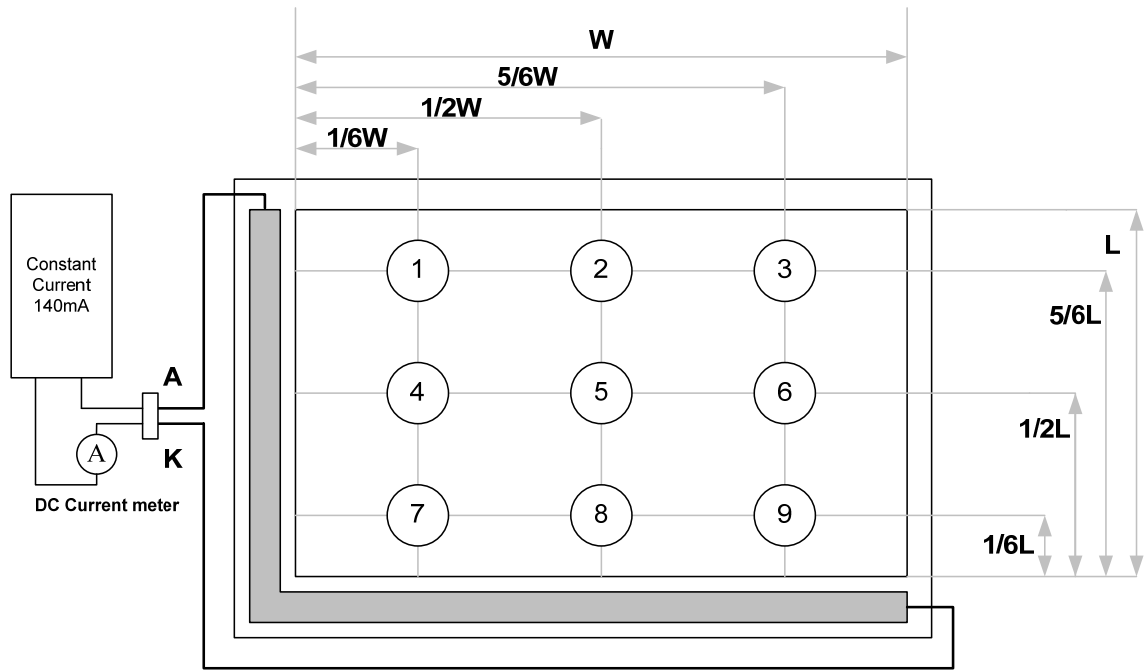 W
5/6W
1/2W
1/6W
L
Constant
Current
140mA
1 2 3
5/6L
A
4 5 6
1/2L
A
K
DC Current meter
7 8 9
1/6L